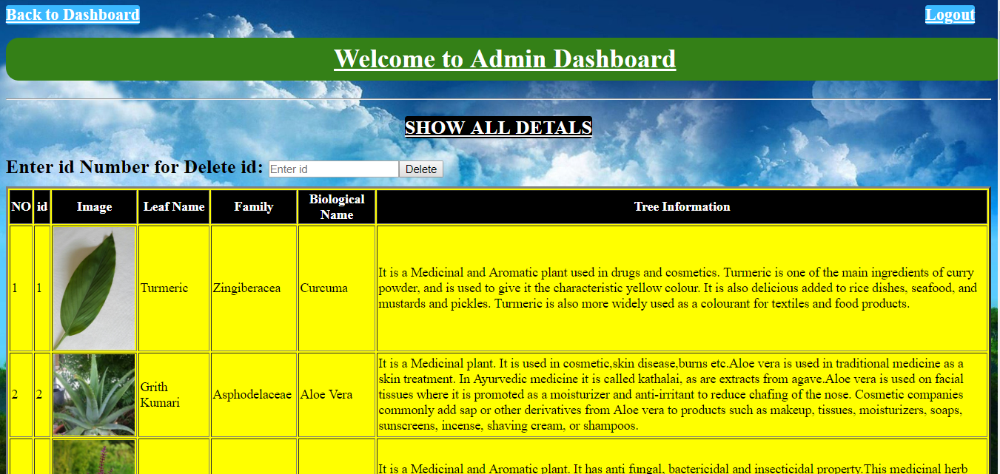 Back to Dashboard
Logout
Welcome to Admin Dashboard
SHOW ALL DETALS
Enter id Number for Delete id: Enter id Delete
NO id Image Leaf Name Family Biological Name Tree Information
1 1 Turmeric Zingiberacea Curcuma
It is a Medicinal and Aromatic plant used in drugs and cosmetics. Turmeric is one of the main ingredients of curry
powder, and is used to give it the characteristic yellow colour. It is also delicious added to rice dishes, seafood, and
mustards and pickles. Turmeric is also more widely used as a colourant for textiles and food products.
2 2 Grith Kumari Asphodelaceae Aloe Vera
It is a Medicinal plant. It is used in cosmetic,skin disease,burns etc.Aloe vera is used in traditional medicine as a
skin treatment. In Ayurvedic medicine it is called kathalai, as are extracts from agave.Aloe vera is used on facial
tissues where it is promoted as a moisturizer and anti-irritant to reduce chafing of the nose. Cosmetic companies
commonly add sap or other derivatives from Aloe vera to products such as makeup, tissues, moisturizers, soaps,
sunscreens, incense, shaving cream, or shampoos.
It is a Medicinal and Aromatic plant. It has anti fungal, bactericidal and insecticidal property.This medicinal herb